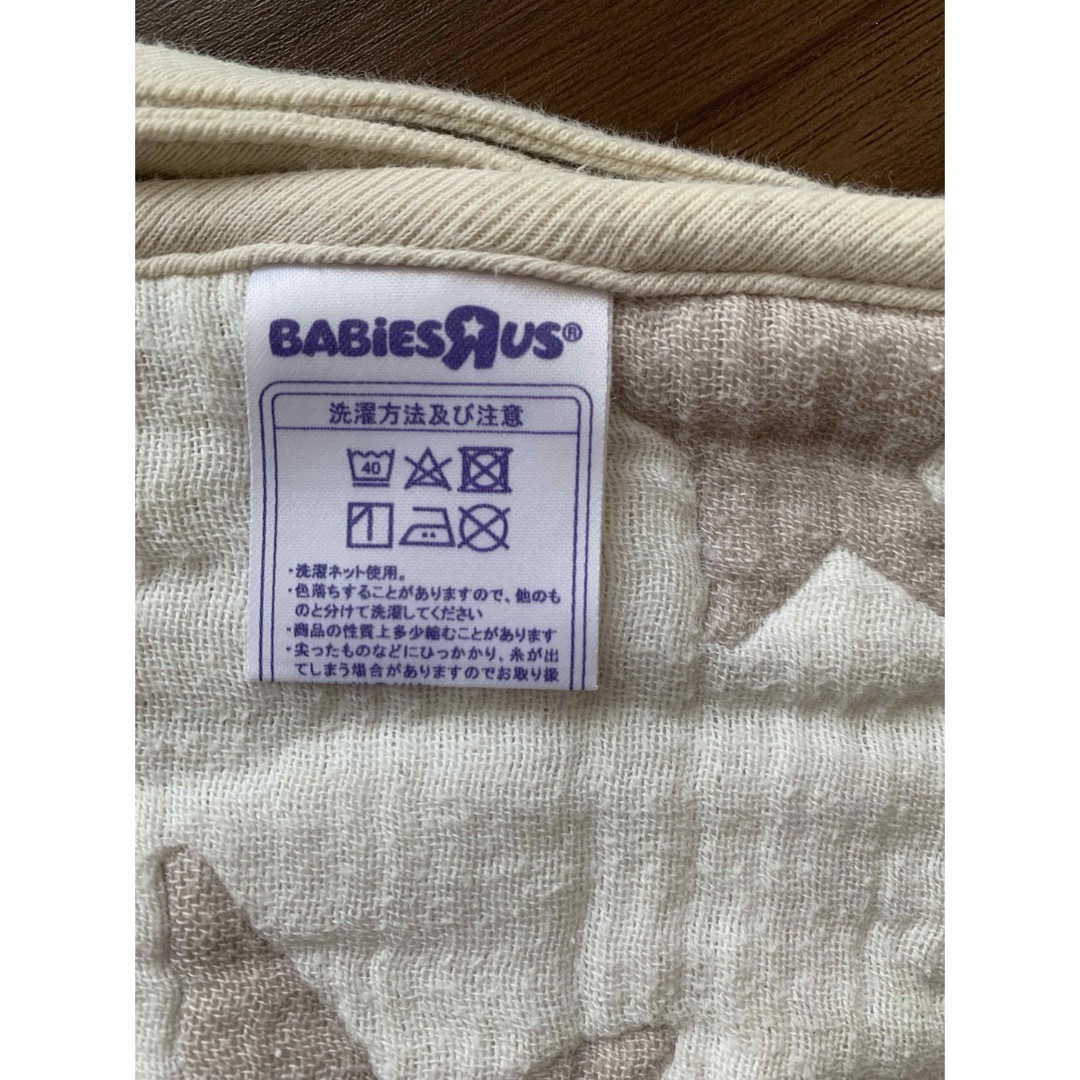 BABiESRUS®
洗濯方法及び注意
40
・洗濯ネット使用。
・色落ちすることがありますので、他のも
のと分けて洗濯してください
・商品の性質上多少縮むことがあります
・尖ったものなどにひっかかり、糸が出
てしまう場合がありますのでお取り扱